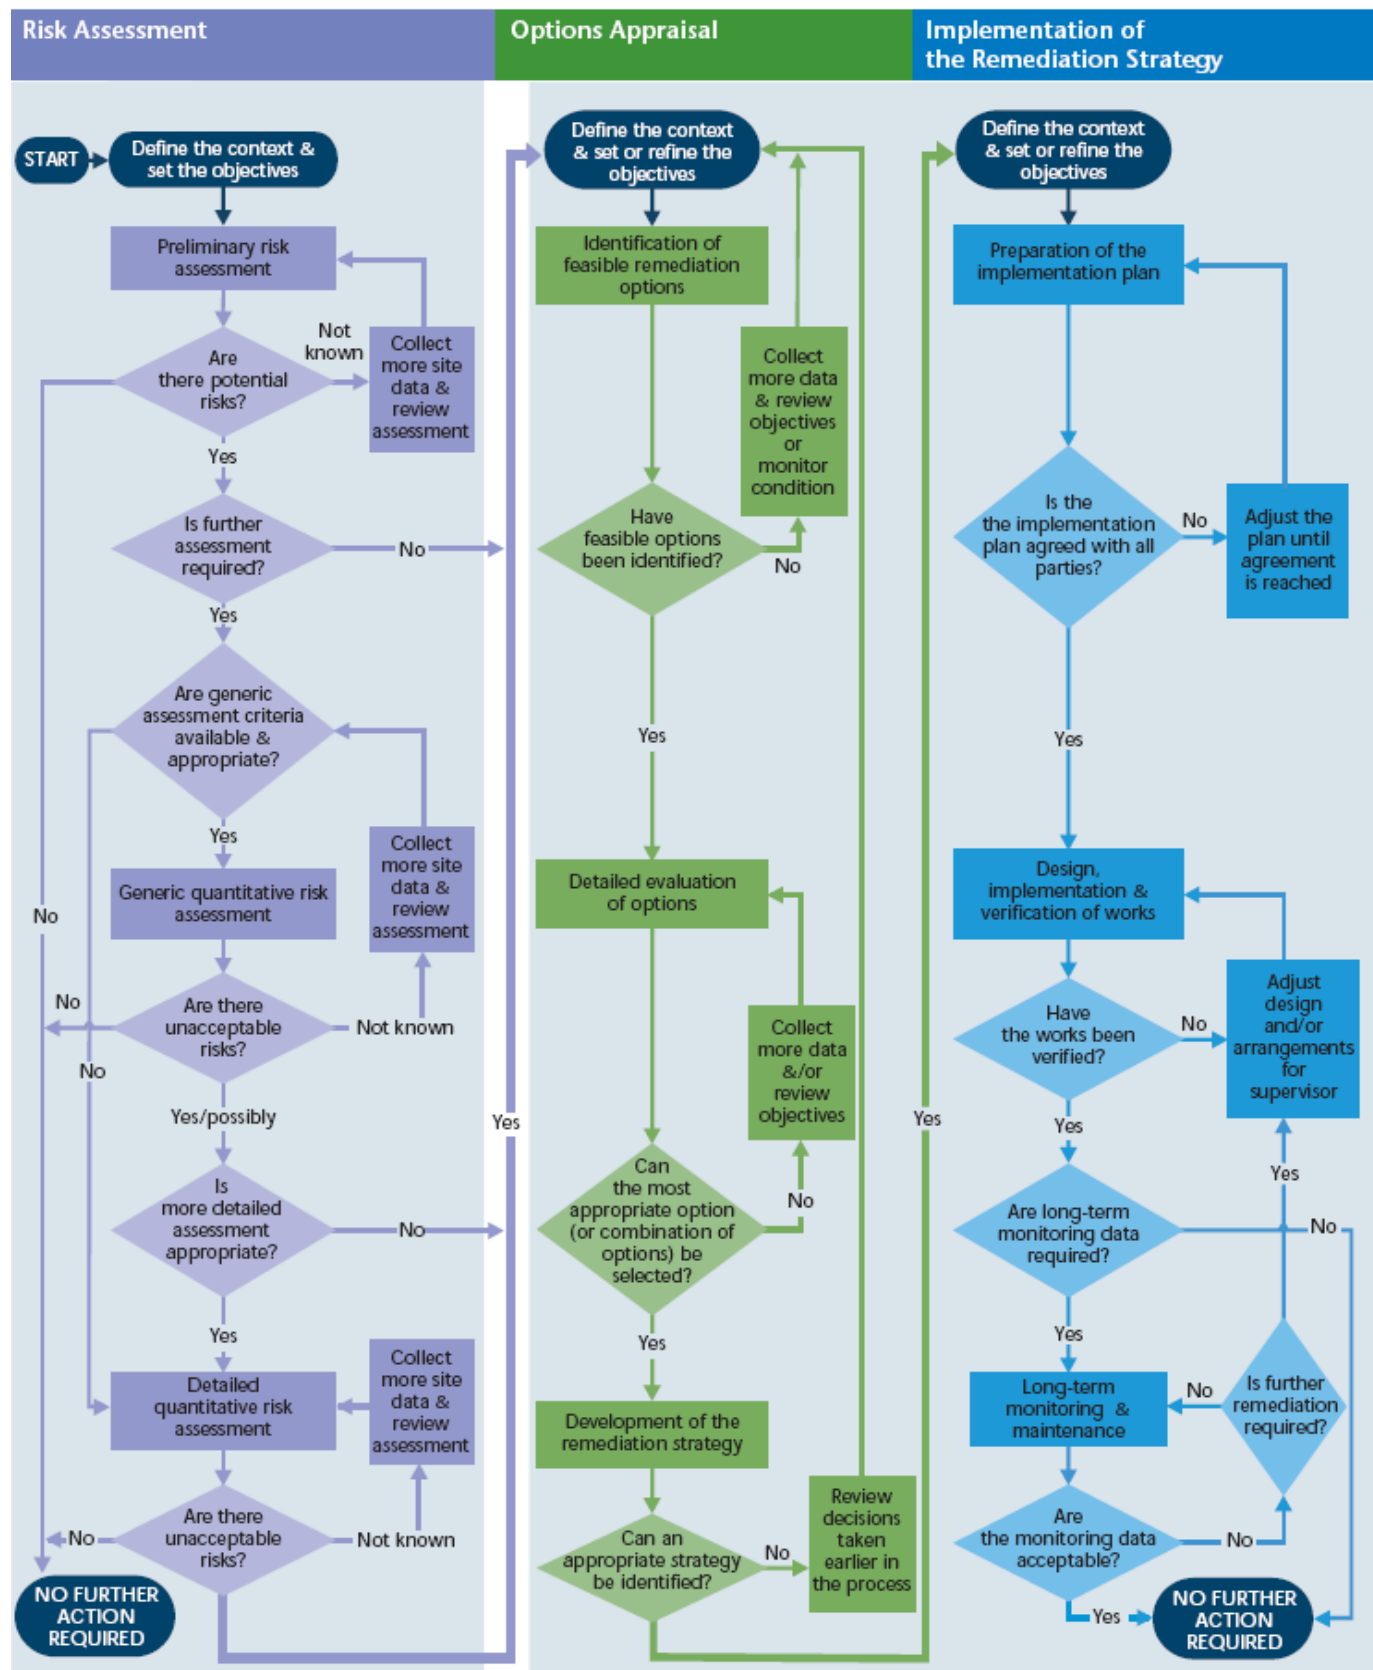 Risk Assessment
START
Define the context &
set the objectives
Preliminary risk
assessment
Are
there potential
risks?
Not
known
Collect
more site
data &
review
assessment
Yes
Is further
assessment
required?
No
Yes
Are generic
assessment criteria
available &
appropriate?
Yes
Generic quantitative risk
assessment
Collect
more site
data &
review
assessment
No
Are there
unacceptable
risks?
No
Not known
No
Yes/possibly
Is
more detailed
assessment
appropriate?
No
Yes
Detailed
quantitative risk
assessment
Collect
more site
data &
review
assessment
Are there
unacceptable
risks?
No
Not known
NO FURTHER
ACTION
REQUIRED
Yes
Options Appraisal
Define the context
& set or refine the
objectives
Identification of
feasible remediation
options
Collect
more data
& review
objectives
or
monitor
condition
Have
feasible options
been identified?
No
Yes
Detailed evaluation
of options
Collect
more data
&/or
review
objectives
Can
the most
appropriate option
(or combination of
options) be
selected?
No
Yes
Development of the
remediation strategy
Can an
appropriate strategy
be identified?
No
Review
decisions
taken
earlier in
the process
Yes
Implementation of
the Remediation Strategy
Define the context
& set or refine the
objectives
Preparation of the
implementation plan
Is the
the implementation
plan agreed with all
parties?
No
Adjust the
plan until
agreement
is reached
Yes
Design,
implementation &
verification of works
Have
the works been
verified?
No
Adjust
design
and/or
arrangements
for
supervisor
Yes
Yes
Are long-term
monitoring data
required?
No
Yes
Long-term
monitoring &
maintenance
No
Is further
remediation
required?
Are
the monitoring data
acceptable?
No
Yes
NO FURTHER
ACTION
REQUIRED